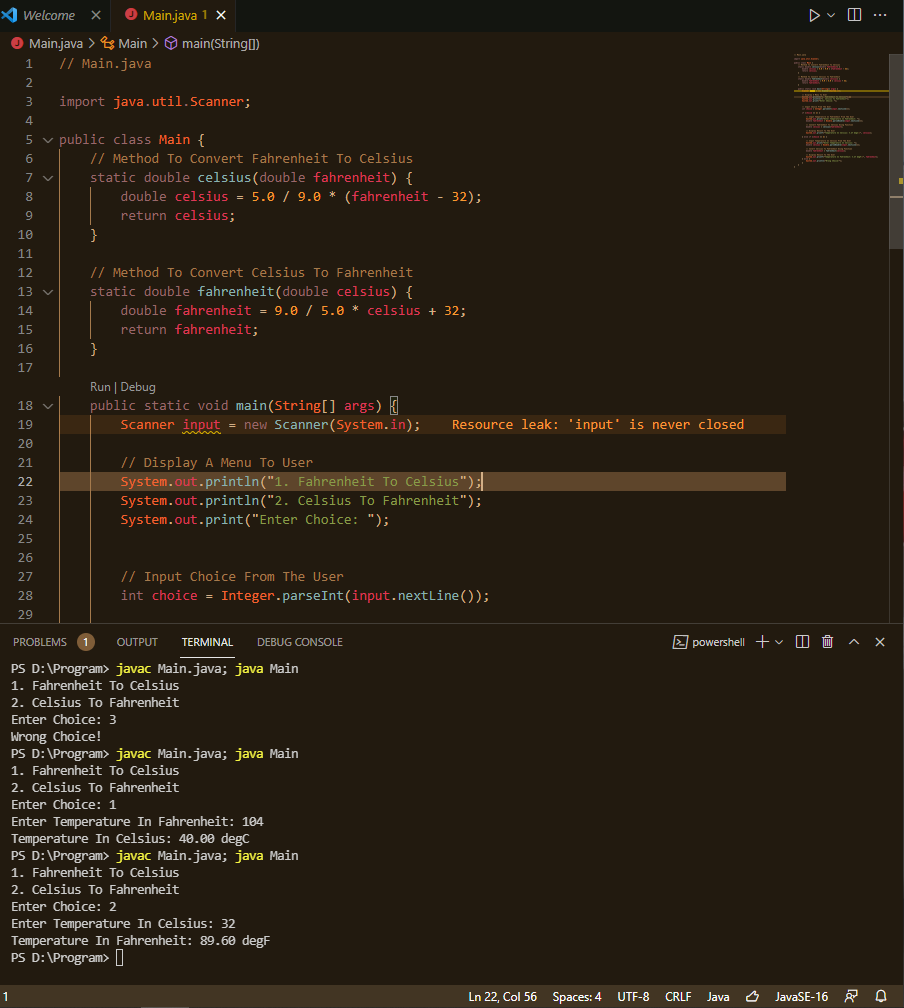 Welcome
Main.java 1
Main.java > Main > main(String[])
1 // Main.java
2
3 import java.util.Scanner;
4
5 public class Main {
6 // Method To Convert Fahrenheit To Celsius
7 static double celsius(double fahrenheit) {
8 double celsius = 5.0 / 9.0 * (fahrenheit - 32);
9 return celsius;
10 }
11
12 // Method To Convert Celsius To Fahrenheit
13 static double fahrenheit(double celsius) {
14 double fahrenheit = 9.0 / 5.0 * celsius + 32;
15 return fahrenheit;
16 }
17
Run | Debug
18 public static void main(String[] args) {
19 Scanner input = new Scanner(System.in); Resource leak: 'input' is never closed
20
21 // Display A Menu To User
22 System.out.println("1. Fahrenheit To Celsius");
23 System.out.println("2. Celsius To Fahrenheit");
24 System.out.print("Enter Choice: ");
25
26
27 // Input Choice From The User
28 int choice = Integer.parseInt(input.nextLine());
29
PROBLEMS 1 OUTPUT TERMINAL DEBUG CONSOLE powershell
PS D:\Program> javac Main.java; java Main
1. Fahrenheit To Celsius
2. Celsius To Fahrenheit
Enter Choice: 3
Wrong Choice!
PS D:\Program> javac Main.java; java Main
1. Fahrenheit To Celsius
2. Celsius To Fahrenheit
Enter Choice: 1
Enter Temperature In Fahrenheit: 104
Temperature In Celsius: 40.00 degC
PS D:\Program> javac Main.java; java Main
1. Fahrenheit To Celsius
2. Celsius To Fahrenheit
Enter Choice: 2
Enter Temperature In Celsius: 32
Temperature In Fahrenheit: 89.60 degF
PS D:\Program>
1 Ln 22, Col 56 Spaces: 4 UTF-8 CRLF Java JavaSE-16